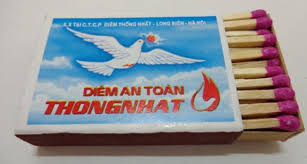 S.X TẠI C.T.C.P DIÊM THỐNG NHẤT - LONG BIÊN - HÀ NỘI
DIÊM AN TOÀN
THONGNHAT